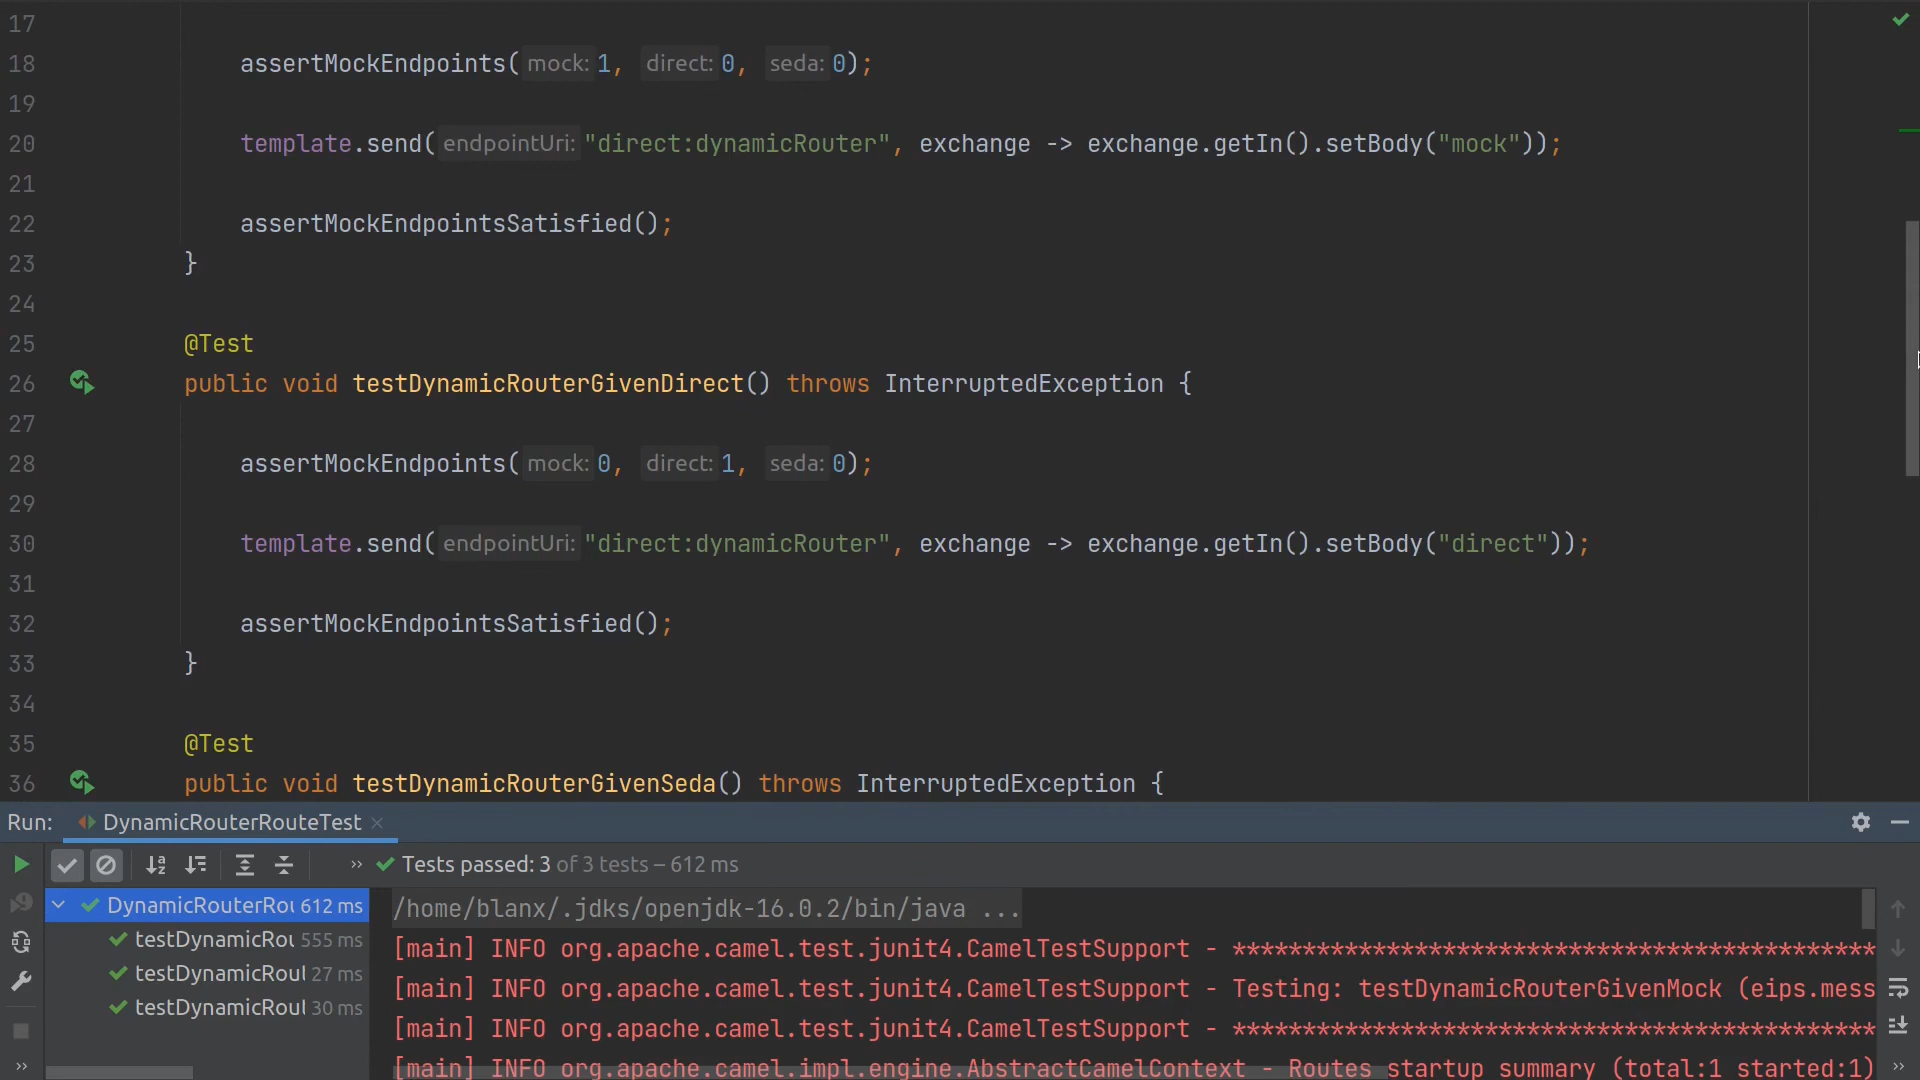 17
18 assertMockEndpoints( mock: 1, direct: 0, seda: 0);
19
20 template.send( endpointUri: "direct:dynamicRouter", exchange -> exchange.getIn().setBody("mock"));
21
22 assertMockEndpointsSatisfied();
23 }
24
25 @Test
26 public void testDynamicRouterGivenDirect() throws InterruptedException {
27
28 assertMockEndpoints( mock: 0, direct: 1, seda: 0);
29
30 template.send( endpointUri: "direct:dynamicRouter", exchange -> exchange.getIn().setBody("direct"));
31
32 assertMockEndpointsSatisfied();
33 }
34
35 @Test
36 public void testDynamicRouterGivenSeda() throws InterruptedException {
Run: DynamicRouterRouteTest
Tests passed: 3 of 3 tests – 612 ms
DynamicRouterRou 612 ms
testDynamicRou 555 ms
testDynamicRout 27 ms
testDynamicRout 30 ms
/home/blanx/.jdks/openjdk-16.0.2/bin/java ...
[main] INFO org.apache.camel.test.junit4.CamelTestSupport - **********************************************
[main] INFO org.apache.camel.test.junit4.CamelTestSupport - Testing: testDynamicRouterGivenMock (eips.mess
[main] INFO org.apache.camel.test.junit4.CamelTestSupport - **********************************************
[main] INFO org.apache.camel.impl.engine.AbstractCamelContext - Routes startup summary (total:1 started:1)